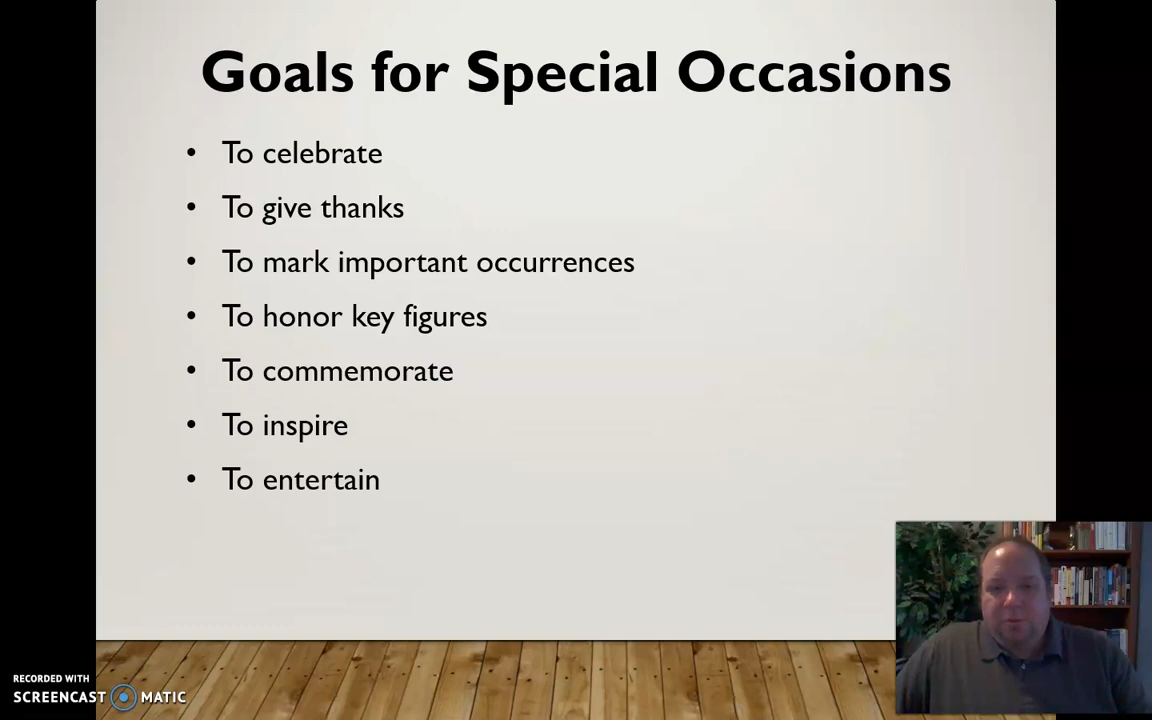 Goals for Special Occasions
• To celebrate
• To give thanks
• To mark important occurrences
• To honor key figures
• To commemorate
• To inspire
• To entertain
RECORDED WITH
SCREENCAST MATIC